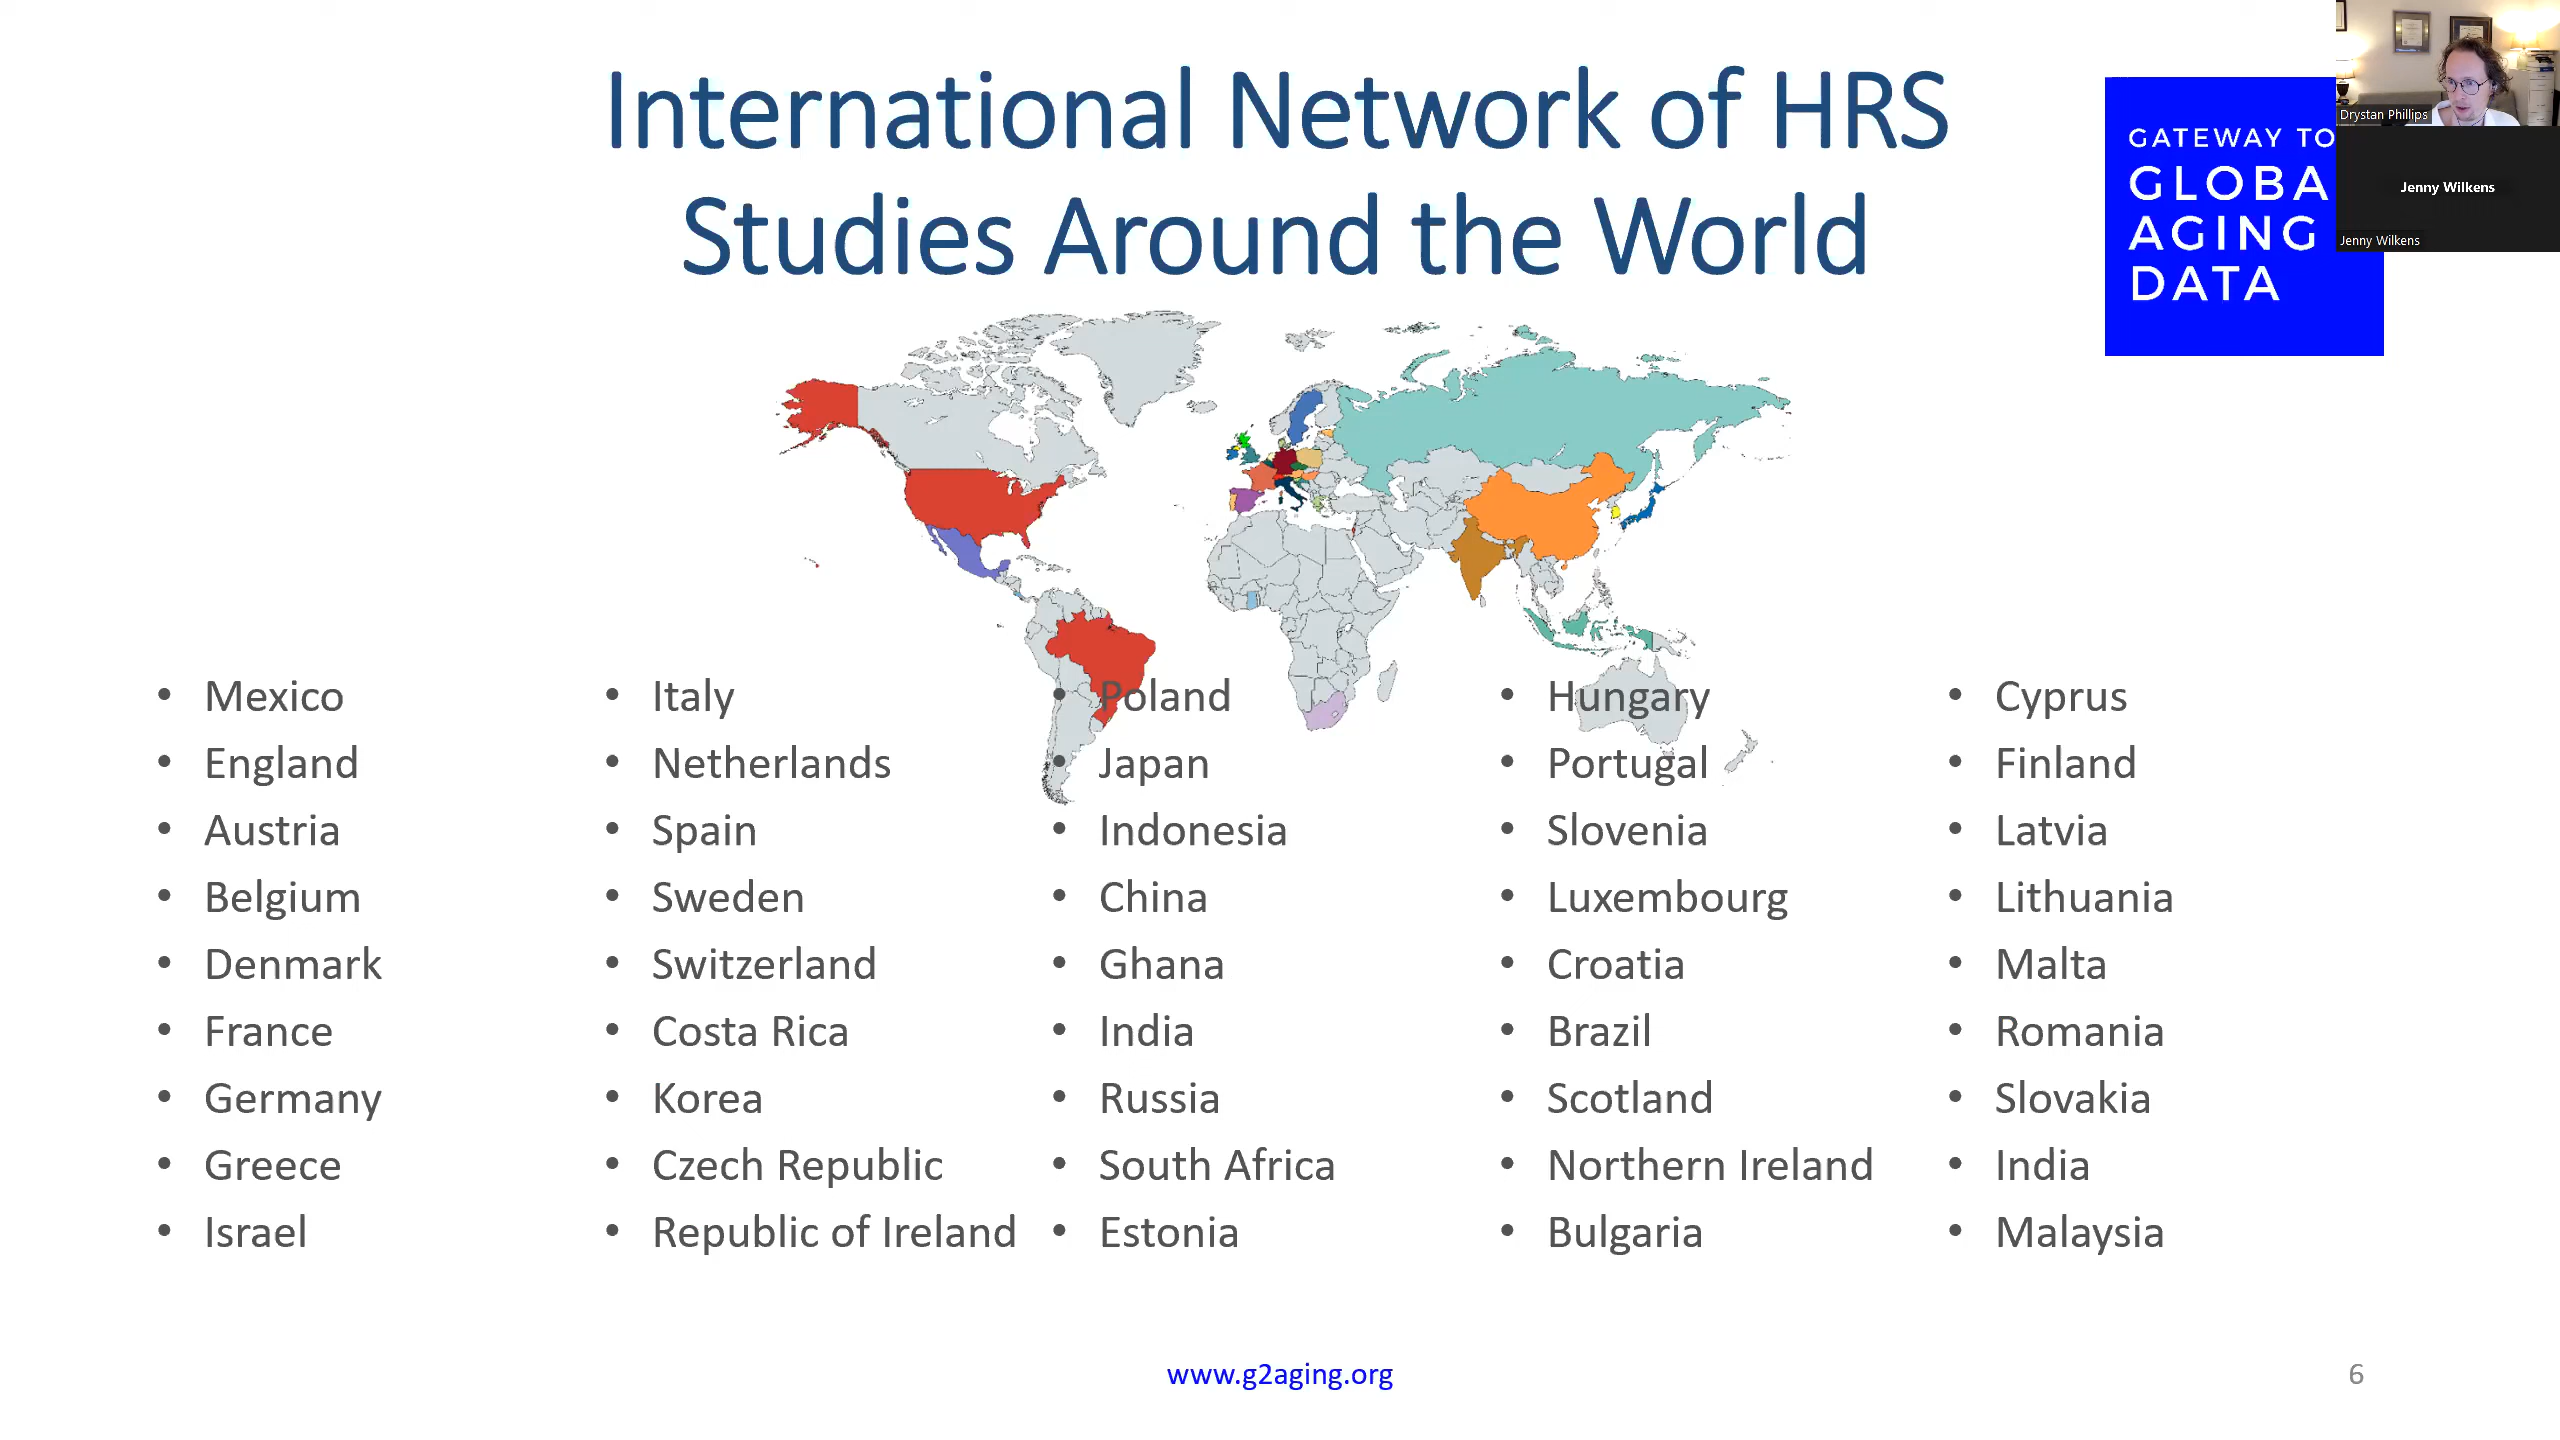 International Network of HRS
Studies Around the World
GATEWAY TO
GLOBA
AGING
DATA
Drystan Phillips
Jenny Wilkens
Jenny Wilkens
• Mexico
• England
• Austria
• Belgium
• Denmark
• France
• Germany
• Greece
• Israel
• Italy
• Netherlands
• Spain
• Sweden
• Switzerland
• Costa Rica
• Korea
• Czech Republic
• Republic of Ireland
• Poland
• Japan
• Indonesia
• China
• Ghana
• India
• Russia
• South Africa
• Estonia
• Hungary
• Portugal
• Slovenia
• Luxembourg
• Croatia
• Brazil
• Scotland
• Northern Ireland
• Bulgaria
• Cyprus
• Finland
• Latvia
• Lithuania
• Malta
• Romania
• Slovakia
• India
• Malaysia
www.g2aging.org
6